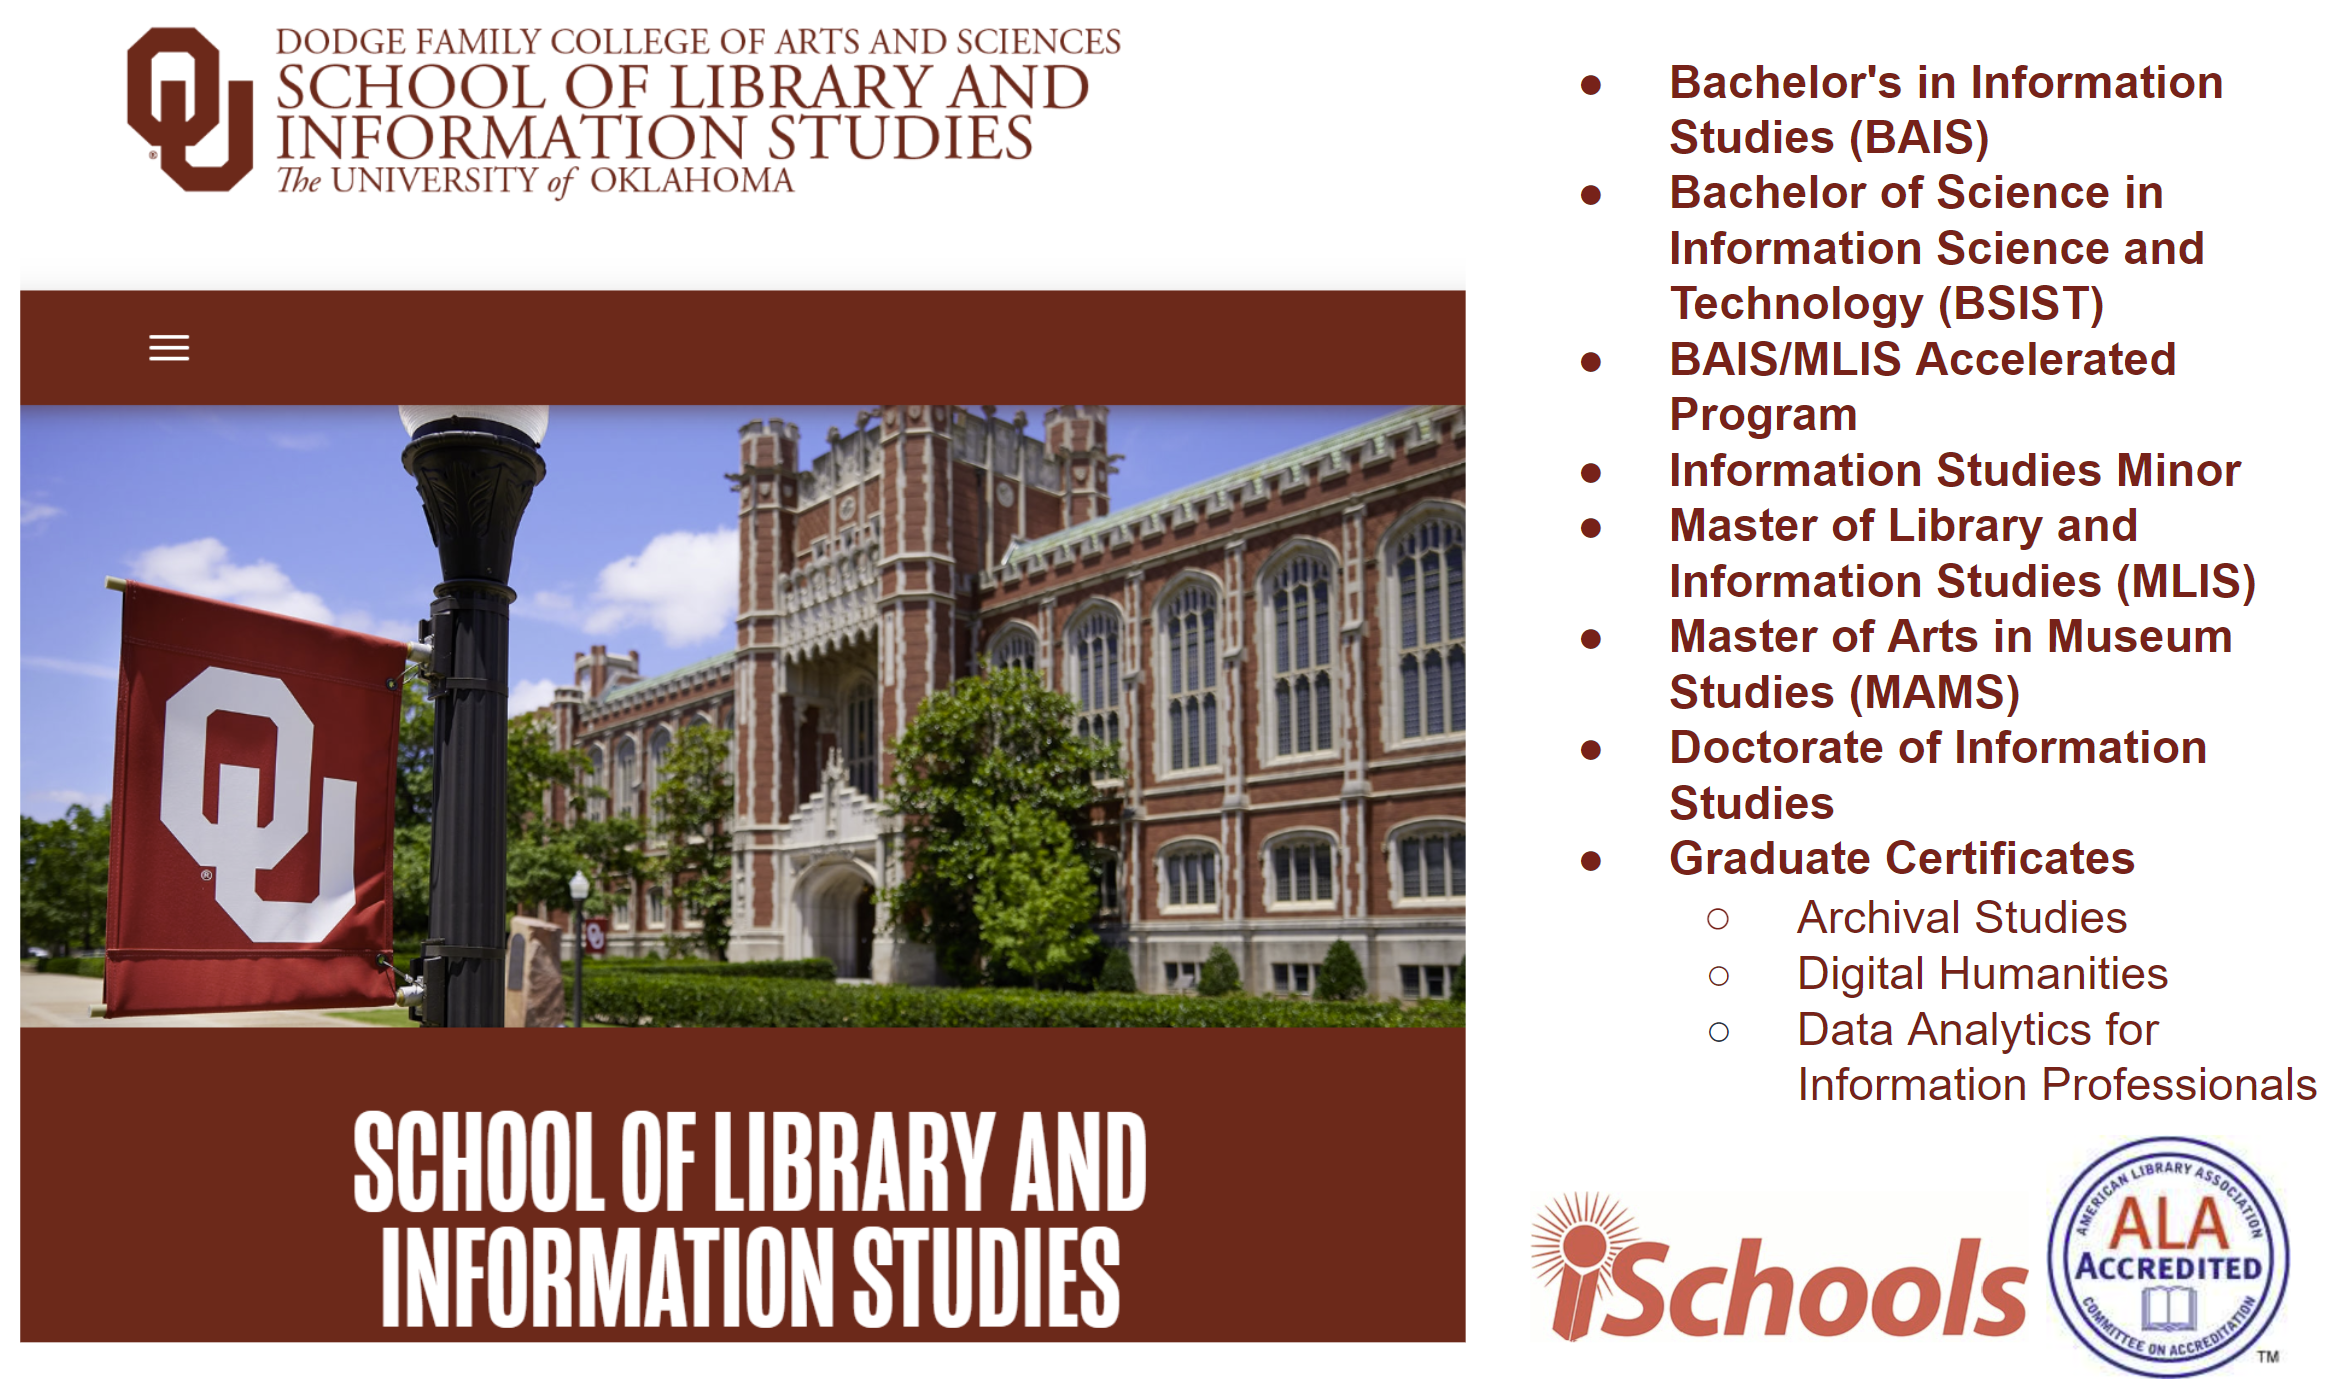 OU
DODGE FAMILY COLLEGE OF ARTS AND SCIENCES
SCHOOL OF LIBRARY AND
INFORMATION STUDIES
The UNIVERSITY of OKLAHOMA
®
OU
®
OU
SCHOOL OF LIBRARY AND
INFORMATION STUDIES
● Bachelor's in Information
Studies (BAIS)
● Bachelor of Science in
Information Science and
Technology (BSIST)
● BAIS/MLIS Accelerated
Program
● Information Studies Minor
● Master of Library and
Information Studies (MLIS)
● Master of Arts in Museum
Studies (MAMS)
● Doctorate of Information
Studies
● Graduate Certificates
○ Archival Studies
○ Digital Humanities
○ Data Analytics for
Information Professionals
iSchools
AMERICAN LIBRARY ASSOCIATION
ALA
ACCREDITED
COMMITTEE ON ACCREDITATION
TM